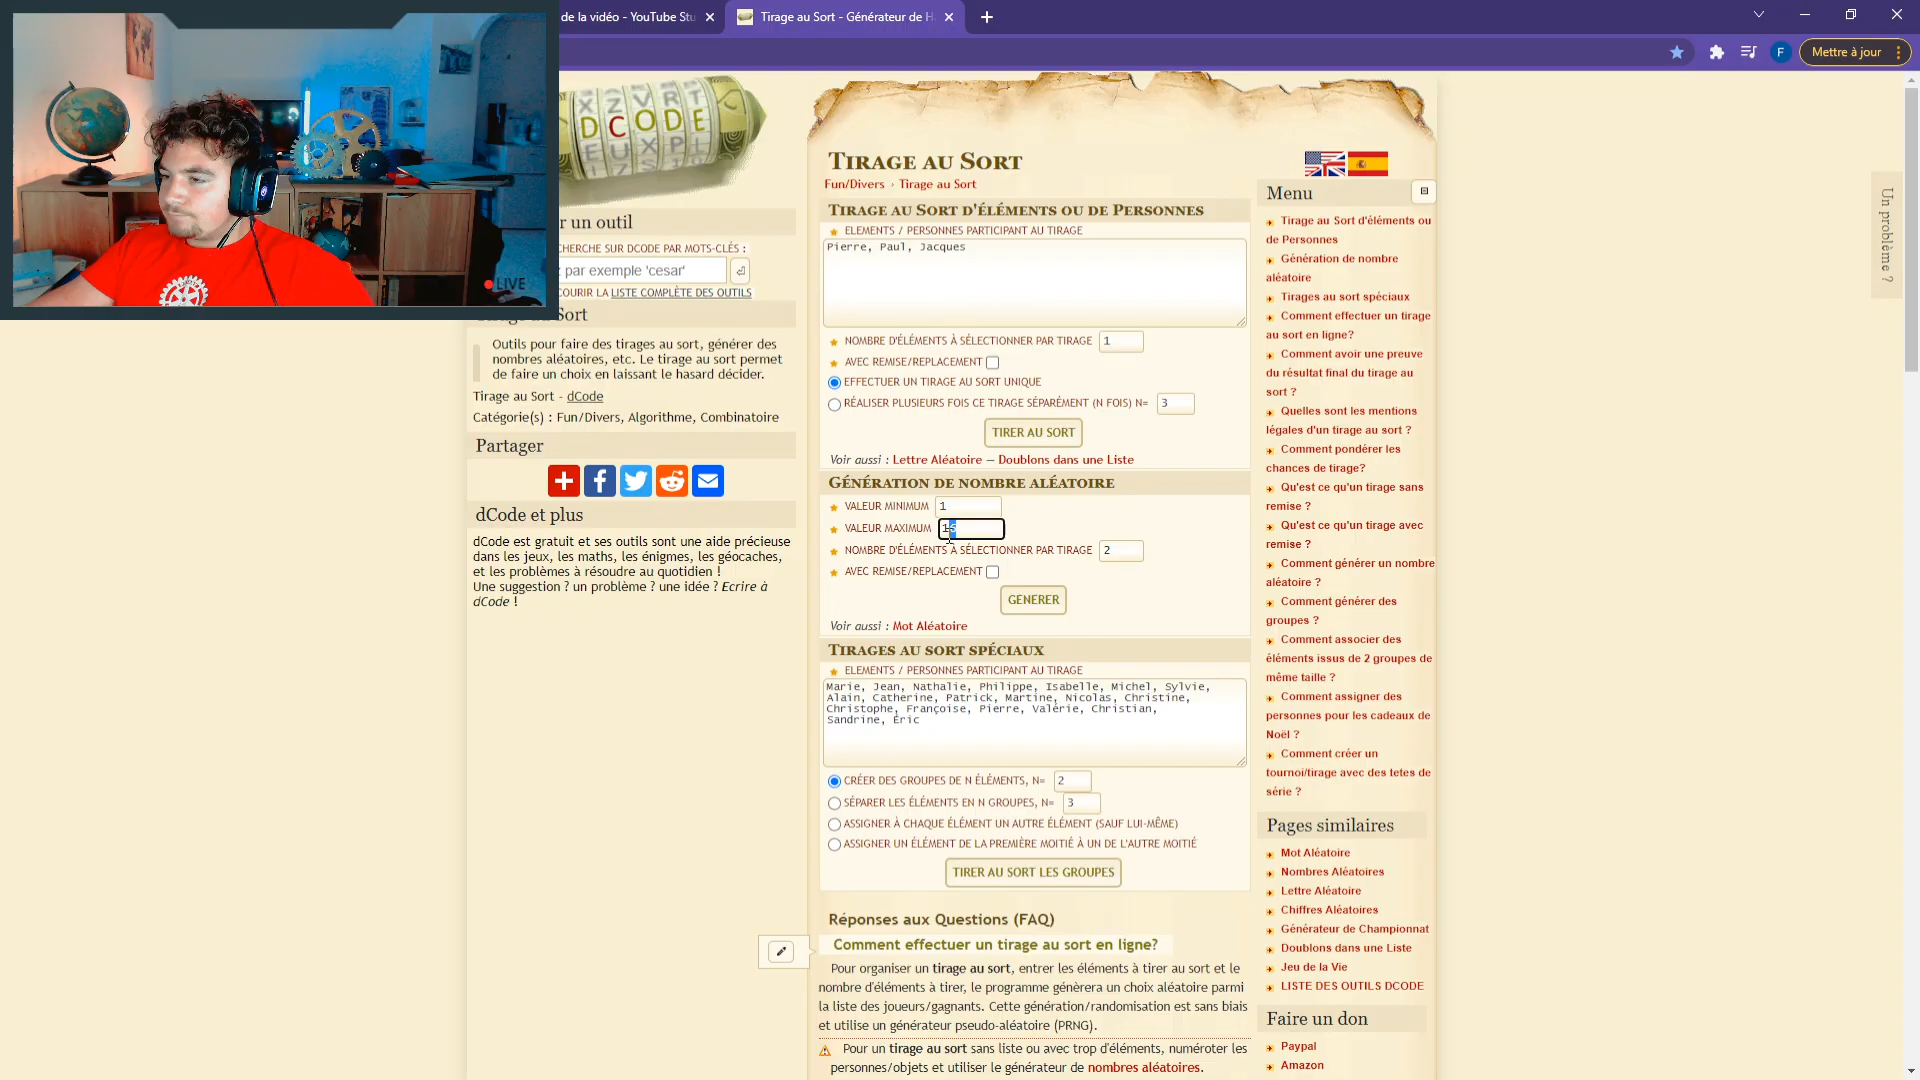 de la vidéo - YouTube Stu
Tirage au Sort - Générateur de H
F
Mettre à jour
LIVE
DCODE
r un outil
CHERCHE SUR DCODE PAR MOTS-CLÉS :
z par exemple 'cesar'
COURIR LA LISTE COMPLÈTE DES OUTILS
Tirage au Sort
Outils pour faire des tirages au sort, générer des
nombres aléatoires, etc. Le tirage au sort permet
de faire un choix en laissant le hasard décider.
Tirage au Sort - dCode
Catégorie(s) : Fun/Divers, Algorithme, Combinatoire
Partager
dCode et plus
dCode est gratuit et ses outils sont une aide précieuse
dans les jeux, les maths, les énigmes, les géocaches,
et les problèmes à résoudre au quotidien !
Une suggestion ? un problème ? une idée ? Ecrire à
dCode !
TIRAGE AU SORT
Fun/Divers › Tirage au Sort
TIRAGE AU SORT D'ÉLÉMENTS OU DE PERSONNES
ELEMENTS / PERSONNES PARTICIPANT AU TIRAGE
Pierre, Paul, Jacques
NOMBRE D'ÉLÉMENTS À SÉLECTIONNER PAR TIRAGE 1
AVEC REMISE/REPLACEMENT
EFFECTUER UN TIRAGE AU SORT UNIQUE
RÉALISER PLUSIEURS FOIS CE TIRAGE SÉPARÉMENT (N FOIS) N= 3
TIRER AU SORT
Voir aussi : Lettre Aléatoire — Doublons dans une Liste
GÉNÉRATION DE NOMBRE ALÉATOIRE
VALEUR MINIMUM 1
VALEUR MAXIMUM
NOMBRE D'ÉLÉMENTS À SÉLECTIONNER PAR TIRAGE 2
AVEC REMISE/REPLACEMENT
GENERER
Voir aussi : Mot Aléatoire
TIRAGES AU SORT SPÉCIAUX
ELEMENTS / PERSONNES PARTICIPANT AU TIRAGE
Marie, Jean, Nathalie, Philippe, Isabelle, Michel, Sylvie,
Alain, Catherine, Patrick, Martine, Nicolas, Christine,
Christophe, Françoise, Pierre, Valérie, Christian,
Sandrine, Éric
CRÉER DES GROUPES DE N ÉLÉMENTS, N= 2
SÉPARER LES ÉLÉMENTS EN N GROUPES, N= 3
ASSIGNER À CHAQUE ÉLÉMENT UN AUTRE ÉLÉMENT (SAUF LUI-MÊME)
ASSIGNER UN ÉLÉMENT DE LA PREMIÈRE MOITIÉ À UN DE L'AUTRE MOITIÉ
TIRER AU SORT LES GROUPES
Réponses aux Questions (FAQ)
Comment effectuer un tirage au sort en ligne?
Pour organiser un tirage au sort, entrer les éléments à tirer au sort et le
nombre d'éléments à tirer, le programme génèrera un choix aléatoire parmi
la liste des joueurs/gagnants. Cette génération/randomisation est sans biais
et utilise un générateur pseudo-aléatoire (PRNG).
Pour un tirage au sort sans liste ou avec trop d'éléments, numéroter les
personnes/objets et utiliser le générateur de nombres aléatoires.
Menu
Tirage au Sort d'éléments ou
de Personnes
Génération de nombre
aléatoire
Tirages au sort spéciaux
Comment effectuer un tirage
au sort en ligne?
Comment avoir une preuve
du résultat final du tirage au
sort ?
Quelles sont les mentions
légales d'un tirage au sort ?
Comment pondérer les
chances de tirage?
Qu'est ce qu'un tirage sans
remise ?
Qu'est ce qu'un tirage avec
remise ?
Comment générer un nombre
aléatoire ?
Comment générer des
groupes ?
Comment associer des
éléments issus de 2 groupes de
même taille ?
Comment assigner des
personnes pour les cadeaux de
Noël ?
Comment créer un
tournoi/tirage avec des tetes de
série ?
Pages similaires
Mot Aléatoire
Nombres Aléatoires
Lettre Aléatoire
Chiffres Aléatoires
Générateur de Championnat
Doublons dans une Liste
Jeu de la Vie
LISTE DES OUTILS DCODE
Faire un don
Paypal
Amazon
Un problème ?